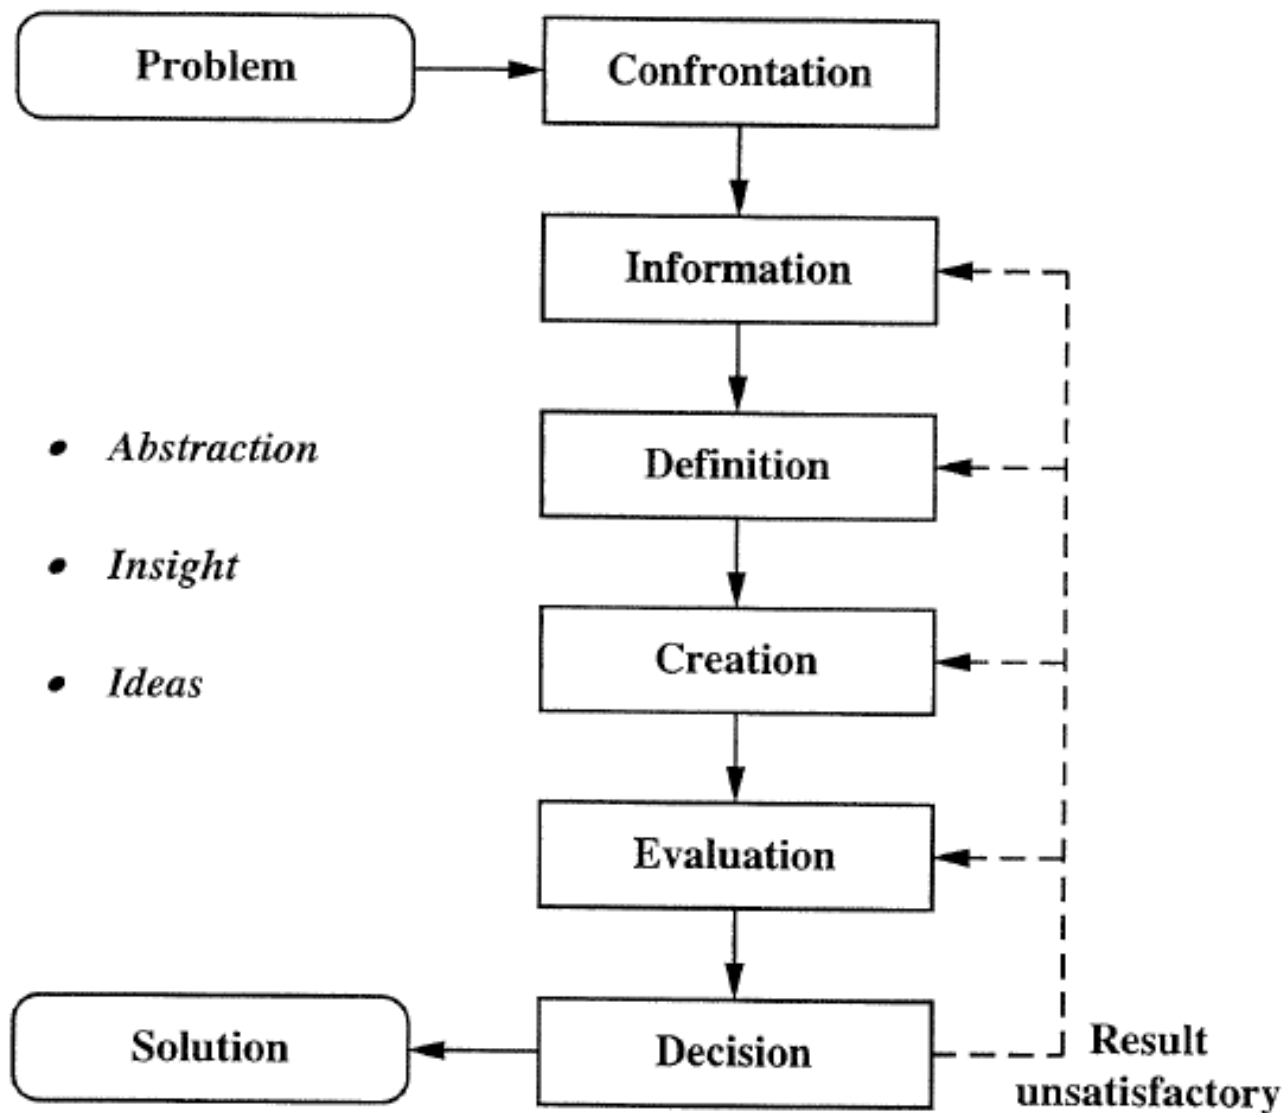 Problem
Confrontation
Information
Definition
• Abstraction
• Insight
Creation
• Ideas
Evaluation
Decision
Solution
Result
unsatisfactory